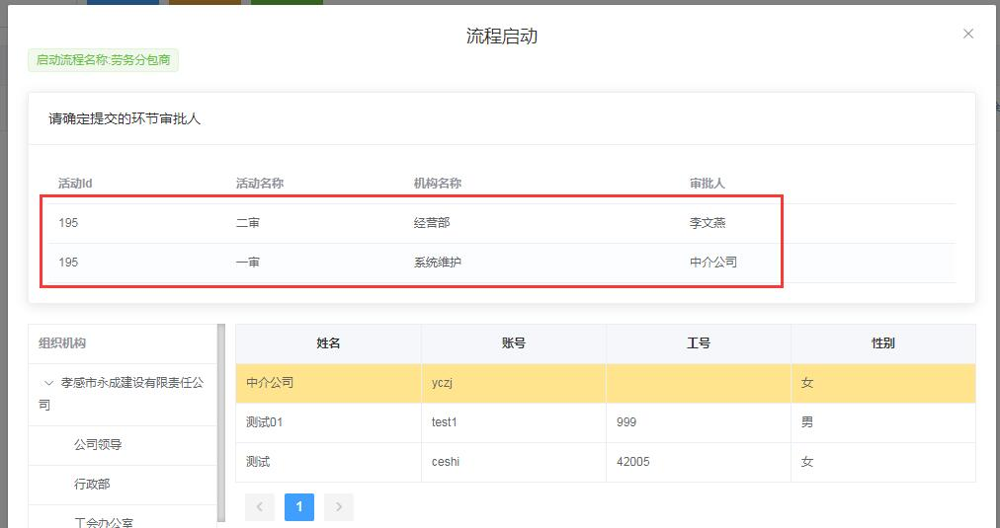 流程启动
启动流程名称:劳务分包商
请确定提交的环节审批人
活动Id 活动名称 机构名称 审批人
195 二审 经营部 李文燕
195 一审 系统维护 中介公司
组织机构
孝感市永成建设有限责任公
司
公司领导
行政部
工会办公室
姓名 账号 工号 性别
中介公司 yczj 女
测试01 test1 999 男
测试 ceshi 42005 女
1